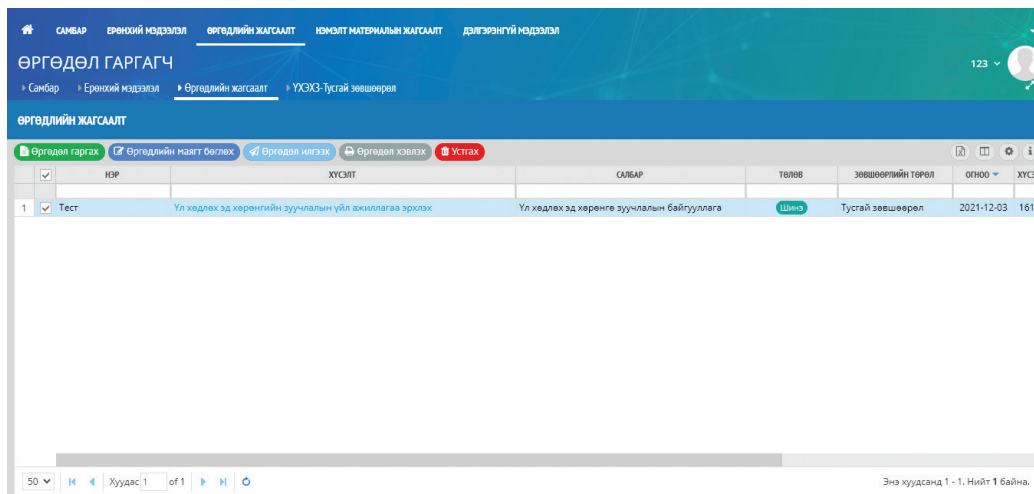 САМБАР ЕРӨНХИЙ МЭДЭЭЛЭЛ ӨРГӨДЛИЙН ЖАГСААЛТ НЭМЭЛТ МАТЕРИАЛЫН ЖАГСААЛТ ДЭЛГЭРЭНГҮЙ МЭДЭЭЛЭЛ
ӨРГӨДӨЛ ГАРГАГЧ
123
Самбар Ерөнхий мэдээлэл Өргөдлийн жагсаалт ҮХЭХЗ-Тусгай зөвшөөрөл
ӨРГӨДЛИЙН ЖАГСААЛТ
Өргөдөл гаргах Өргөдлийн маягт бөглөх Өргөдөл илгээх Өргөдөл хэвлэх Устгах
НЭР ХҮСЭЛТ САЛБАР ТӨЛӨВ ЗӨВШӨӨРЛИЙН ТӨРӨЛ ОГНОО
1 Тест Үл хөдлөх эд хөрөнгийн зуучлалын үйл ажиллагаа эрхлэх Үл хөдлөх эд хөрөнгө зуучлалын байгууллага Шинэ Тусгай зөвшөөрөл 2021-12-03 161
50 Хуудас 1 of 1 Энэ хуудсанд 1 - 1. Нийт 1 байна.